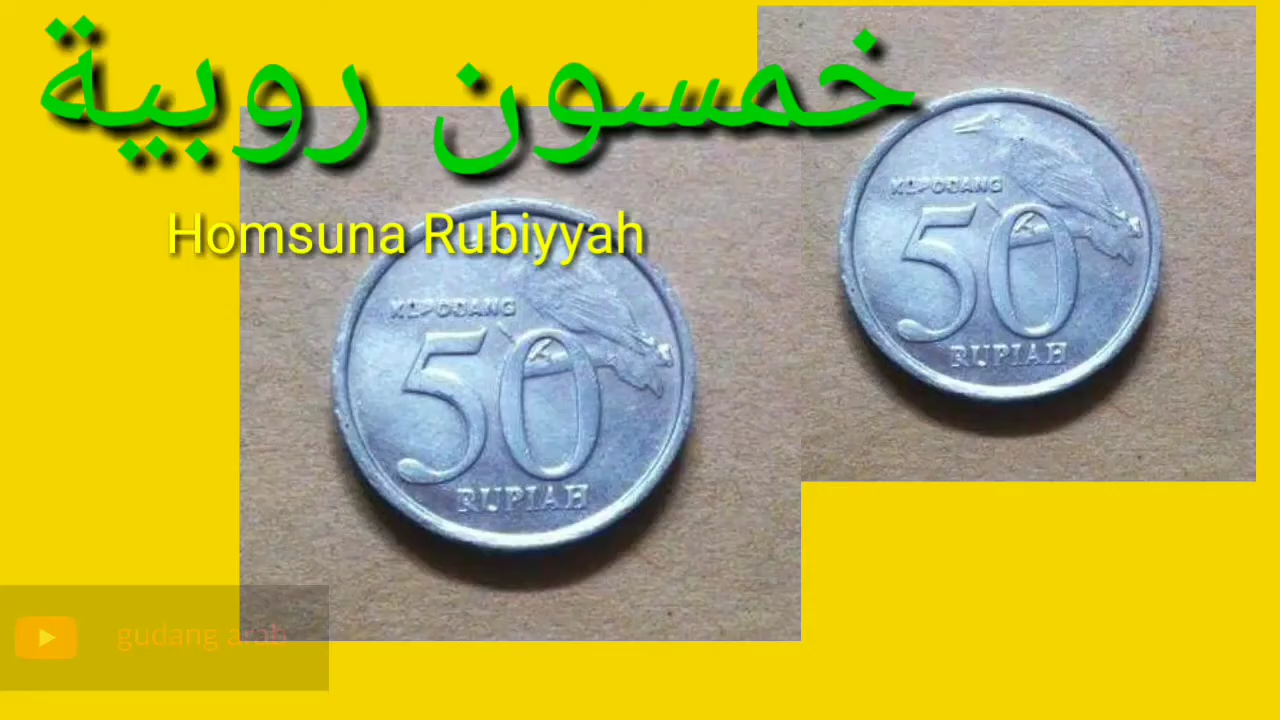 خمسون روبية
Homsuna Rubiyyah
KEPODANG
50
RUPIAH
KEPODANG
50
RUPIAH
gudang arab